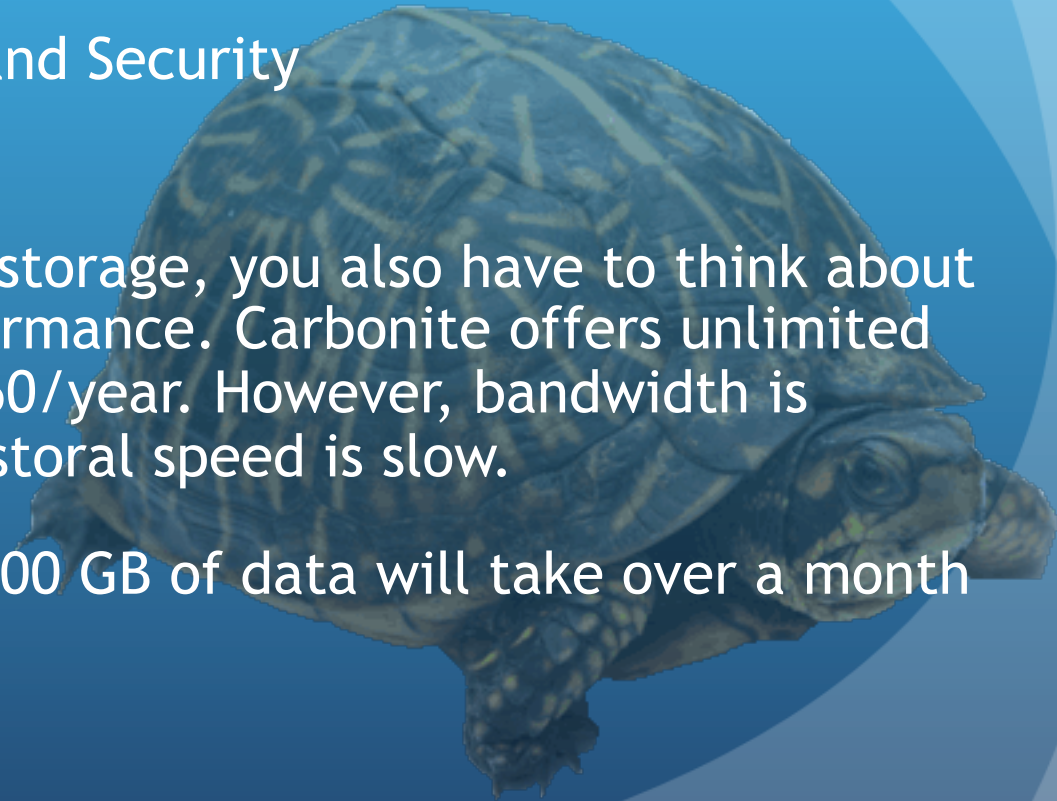 nd Security
storage, you also have to think about
rmance. Carbonite offers unlimited
0/year. However, bandwidth is
storal speed is slow.
00 GB of data will take over a month